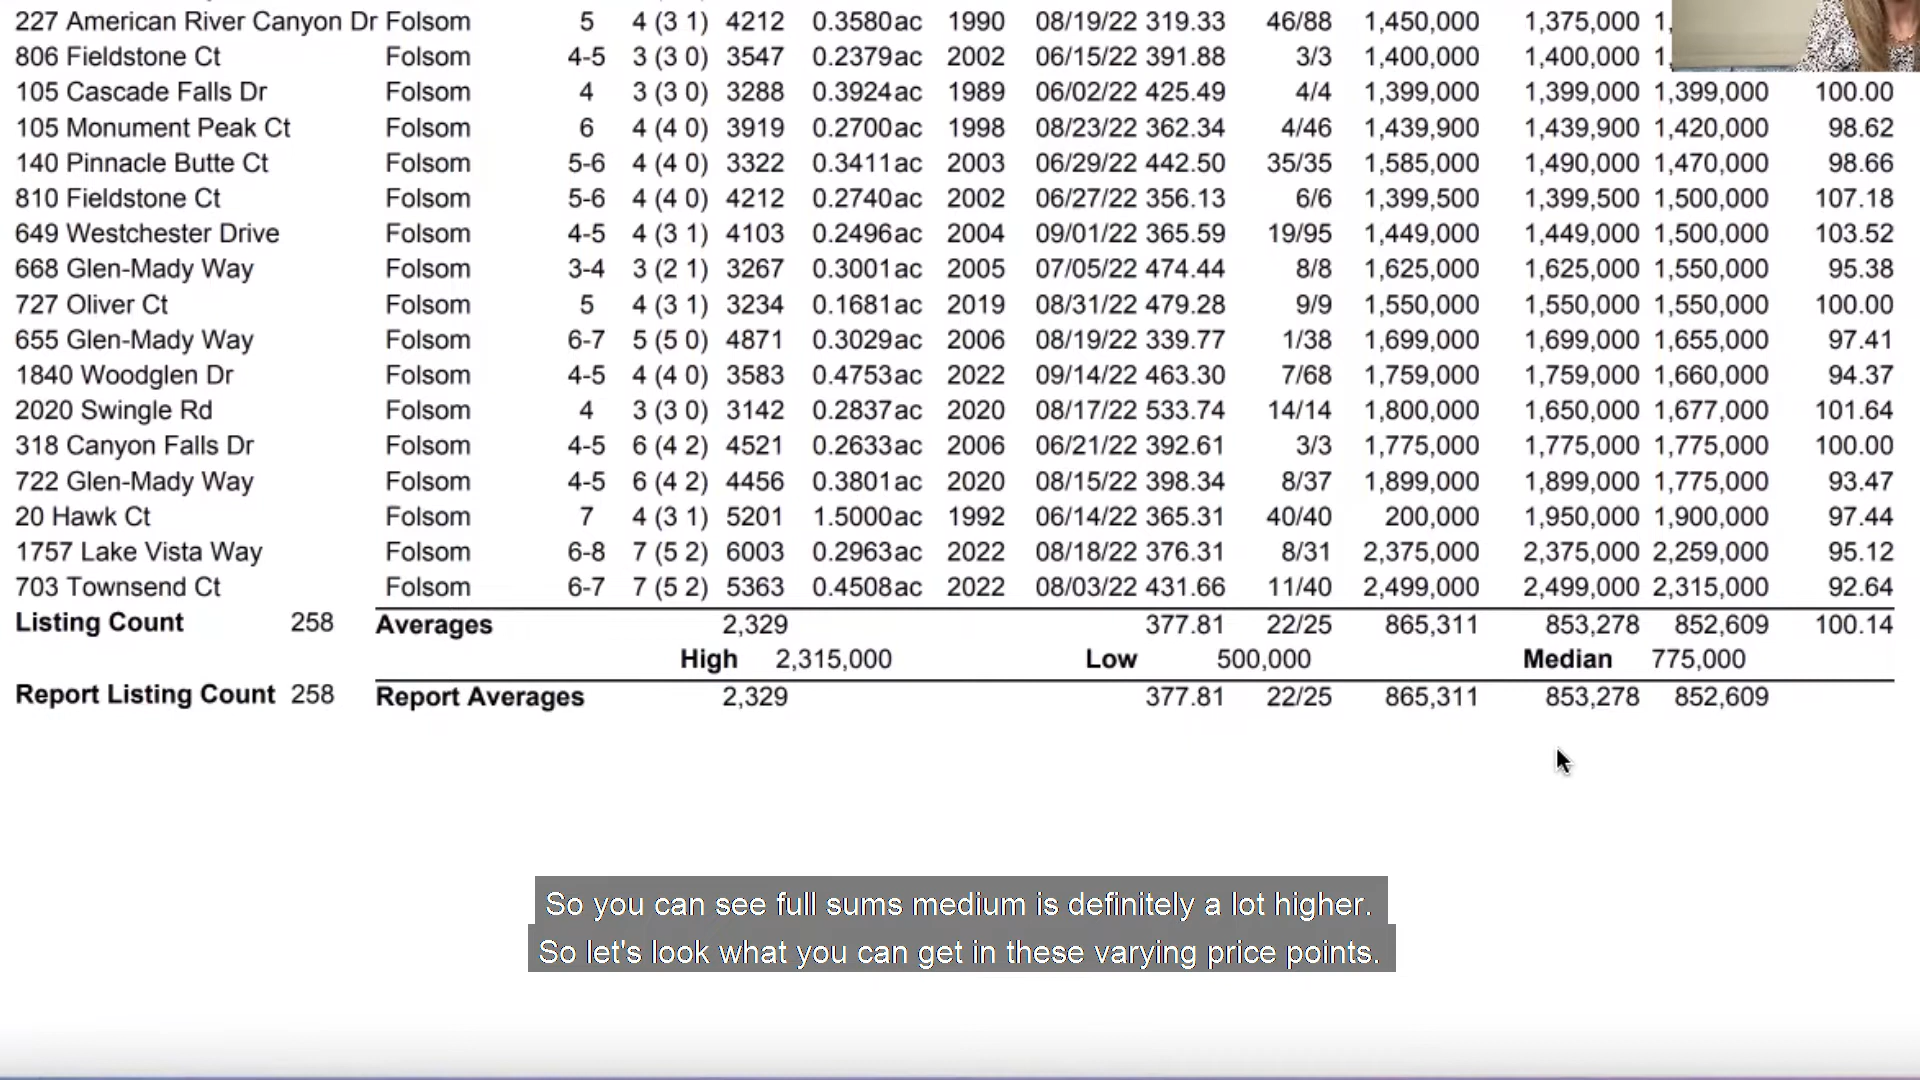 227 American River Canyon Dr Folsom 5 4 (3 1) 4212 0.3580ac 1990 08/19/22 319.33 46/88 1,450,000 1,375,000 1,
806 Fieldstone Ct Folsom 4-5 3 (3 0) 3547 0.2379ac 2002 06/15/22 391.88 3/3 1,400,000 1,400,000 1,
105 Cascade Falls Dr Folsom 4 3 (3 0) 3288 0.3924ac 1989 06/02/22 425.49 4/4 1,399,000 1,399,000 1,399,000 100.00
105 Monument Peak Ct Folsom 6 4 (4 0) 3919 0.2700ac 1998 08/23/22 362.34 4/46 1,439,900 1,439,900 1,420,000 98.62
140 Pinnacle Butte Ct Folsom 5-6 4 (4 0) 3322 0.3411ac 2003 06/29/22 442.50 35/35 1,585,000 1,490,000 1,470,000 98.66
810 Fieldstone Ct Folsom 5-6 4 (4 0) 4212 0.2740ac 2002 06/27/22 356.13 6/6 1,399,500 1,399,500 1,500,000 107.18
649 Westchester Drive Folsom 4-5 4 (3 1) 4103 0.2496ac 2004 09/01/22 365.59 19/95 1,449,000 1,449,000 1,500,000 103.52
668 Glen-Mady Way Folsom 3-4 3 (2 1) 3267 0.3001ac 2005 07/05/22 474.44 8/8 1,625,000 1,625,000 1,550,000 95.38
727 Oliver Ct Folsom 5 4 (3 1) 3234 0.1681ac 2019 08/31/22 479.28 9/9 1,550,000 1,550,000 1,550,000 100.00
655 Glen-Mady Way Folsom 6-7 5 (5 0) 4871 0.3029ac 2006 08/19/22 339.77 1/38 1,699,000 1,699,000 1,655,000 97.41
1840 Woodglen Dr Folsom 4-5 4 (4 0) 3583 0.4753ac 2022 09/14/22 463.30 7/68 1,759,000 1,759,000 1,660,000 94.37
2020 Swingle Rd Folsom 4 3 (3 0) 3142 0.2837ac 2020 08/17/22 533.74 14/14 1,800,000 1,650,000 1,677,000 101.64
318 Canyon Falls Dr Folsom 4-5 6 (4 2) 4521 0.2633ac 2006 06/21/22 392.61 3/3 1,775,000 1,775,000 1,775,000 100.00
722 Glen-Mady Way Folsom 4-5 6 (4 2) 4456 0.3801ac 2020 08/15/22 398.34 8/37 1,899,000 1,899,000 1,775,000 93.47
20 Hawk Ct Folsom 7 4 (3 1) 5201 1.5000ac 1992 06/14/22 365.31 40/40 200,000 1,950,000 1,900,000 97.44
1757 Lake Vista Way Folsom 6-8 7 (5 2) 6003 0.2963ac 2022 08/18/22 376.31 8/31 2,375,000 2,375,000 2,259,000 95.12
703 Townsend Ct Folsom 6-7 7 (5 2) 5363 0.4508ac 2022 08/03/22 431.66 11/40 2,499,000 2,499,000 2,315,000 92.64
Listing Count 258 Averages 2,329 377.81 22/25 865,311 853,278 852,609 100.14
High 2,315,000 Low 500,000 Median 775,000
Report Listing Count 258 Report Averages 2,329 377.81 22/25 865,311 853,278 852,609
So you can see full sums medium is definitely a lot higher.
So let's look what you can get in these varying price points.